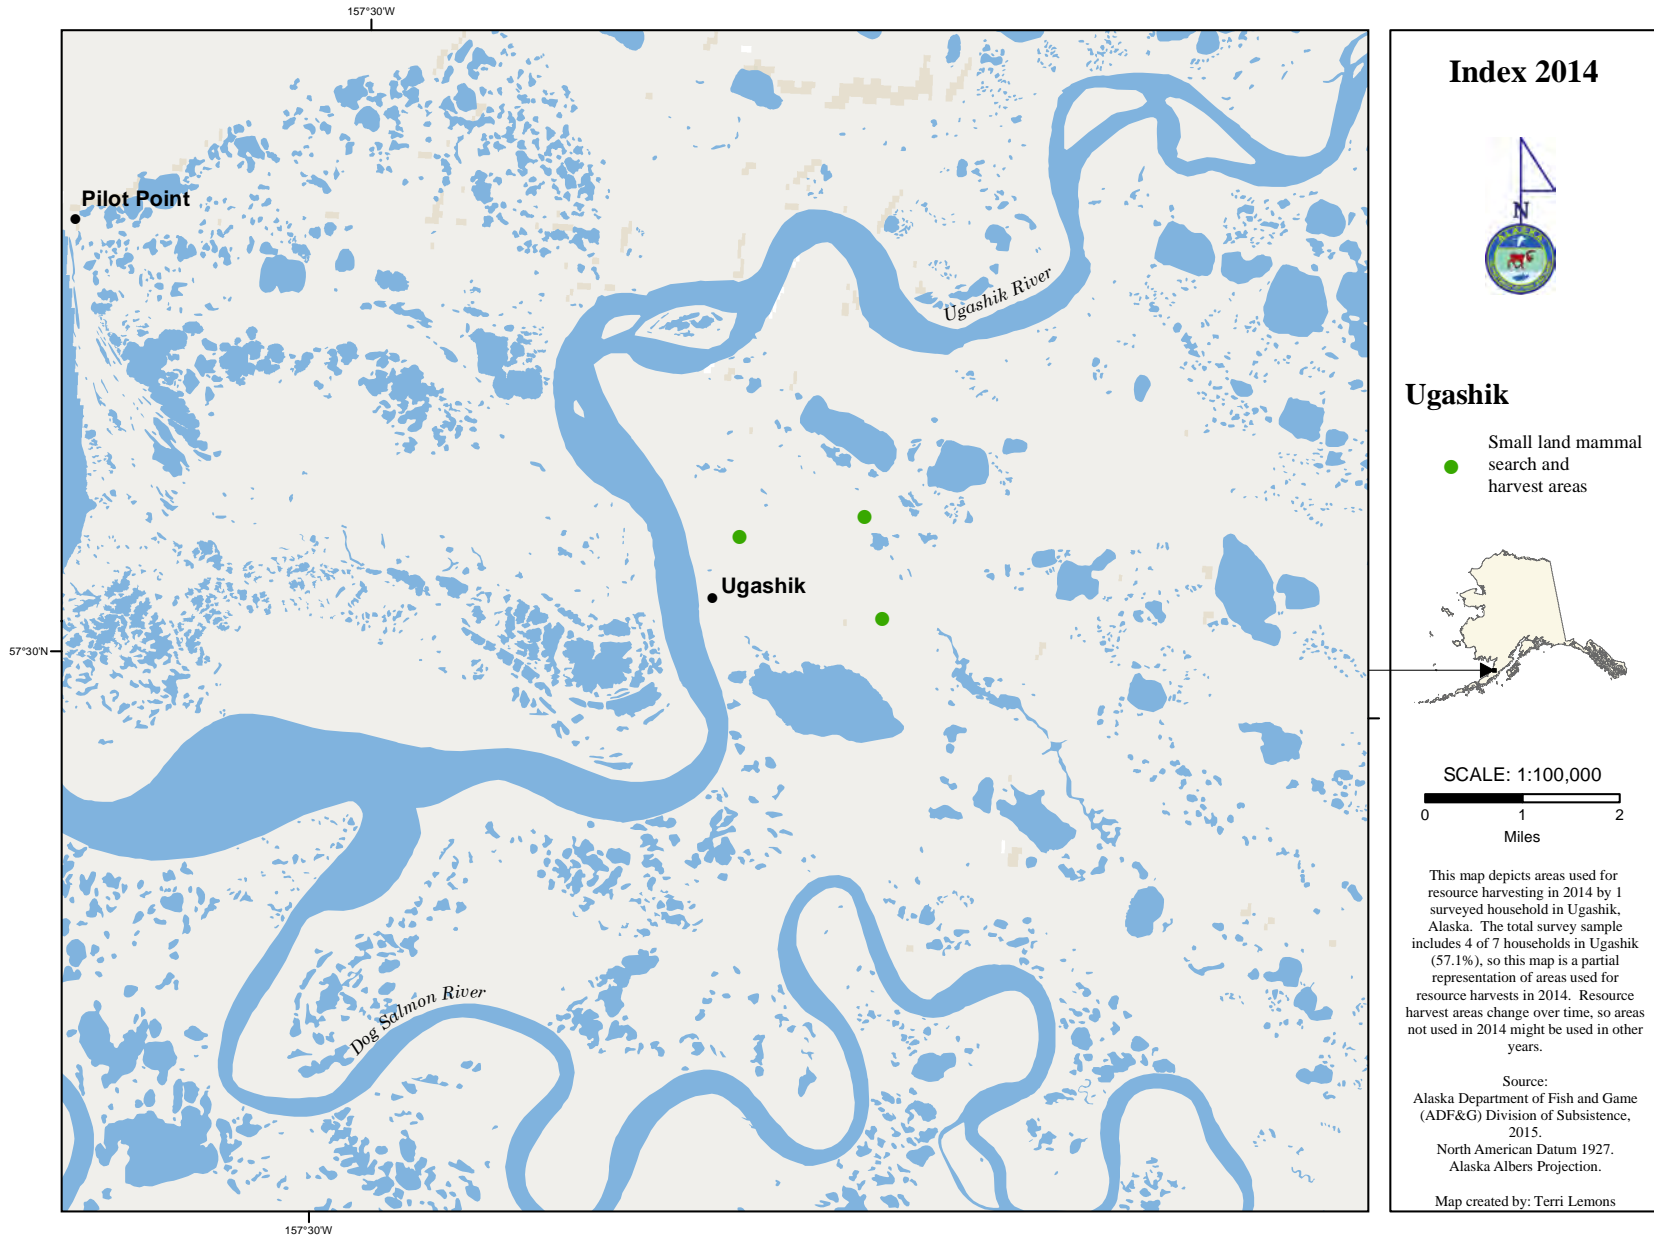 157°30'W
Pilot Point
Ugashik River
Ugashik
57°30'N
Dog Salmon River
157°30'W
Index 2014
N
ALASKA
Ugashik
Small land mammal
search and
harvest areas
SCALE: 1:100,000
0 1 2
Miles
This map depicts areas used for
resource harvesting in 2014 by 1
surveyed household in Ugashik,
Alaska. The total survey sample
includes 4 of 7 households in Ugashik
(57.1%), so this map is a partial
representation of areas used for
resource harvests in 2014. Resource
harvest areas change over time, so areas
not used in 2014 might be used in other
years.
Source:
Alaska Department of Fish and Game
(ADF&G) Division of Subsistence,
2015.
North American Datum 1927.
Alaska Albers Projection.
Map created by: Terri Lemons